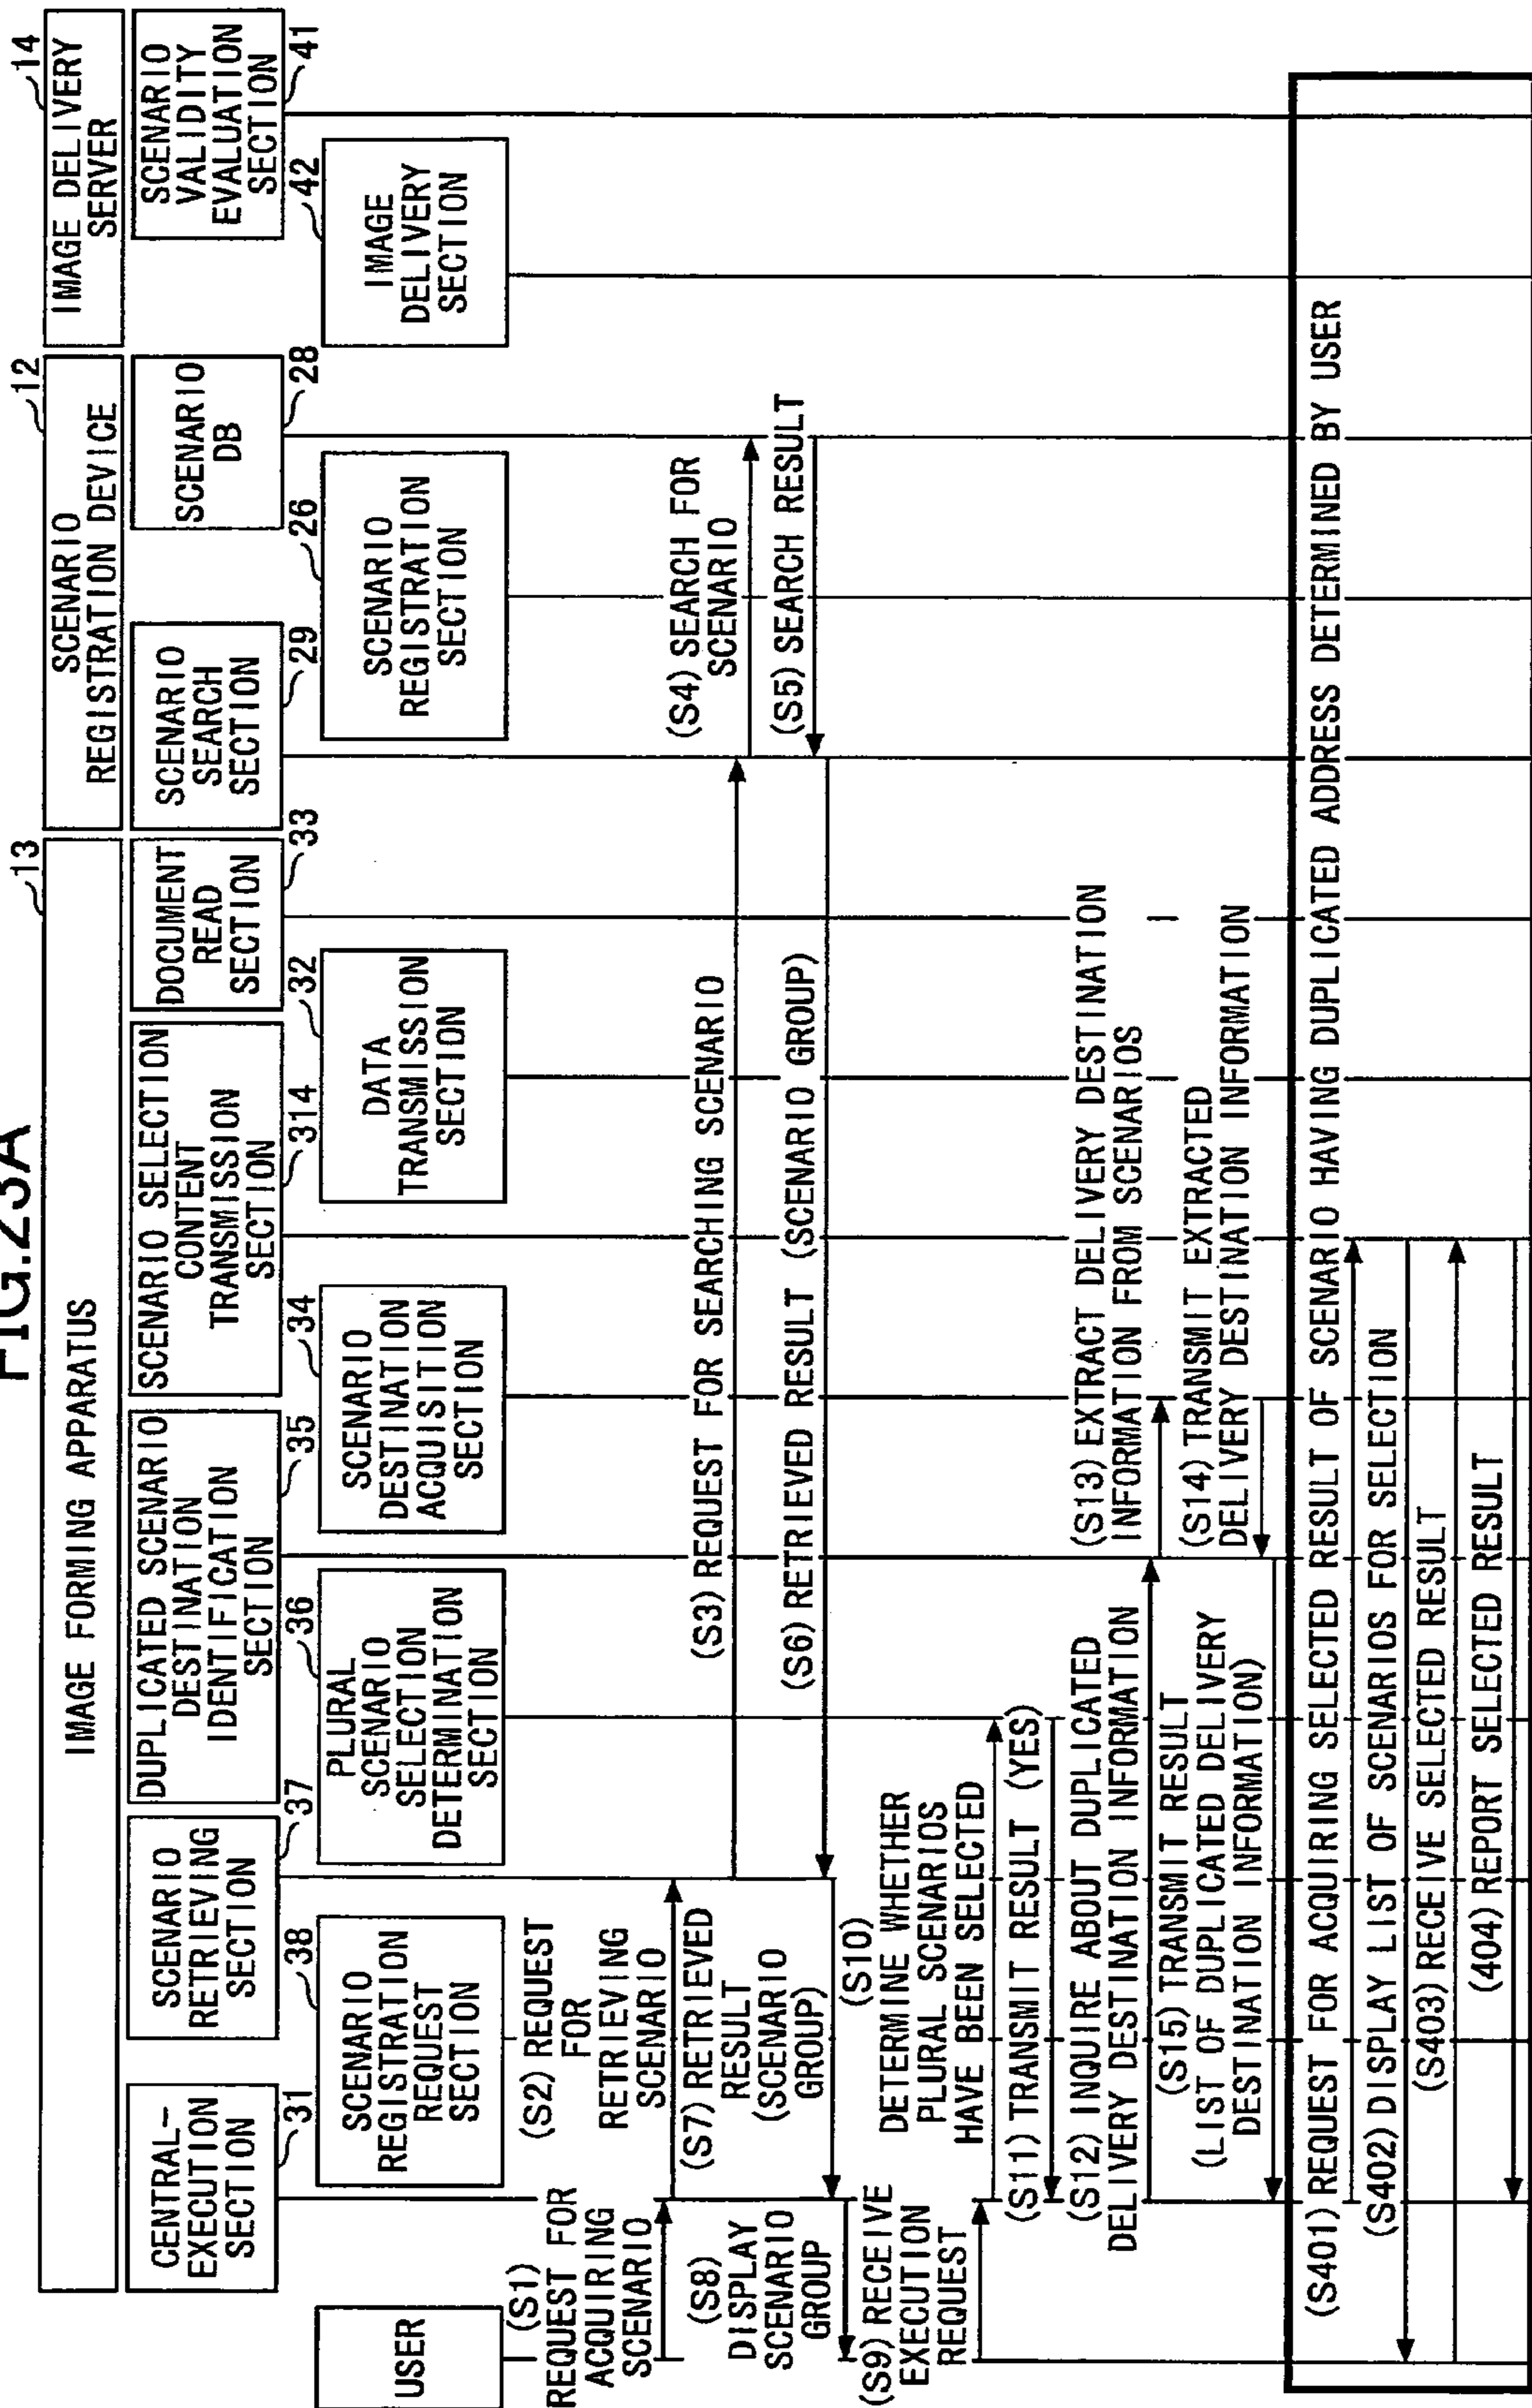 FIG.23A
13
12
14
IMAGE FORMING APPARATUS
SCENARIO
REGISTRATION DEVICE
IMAGE DELIVERY
SERVER
CENTRAL-
EXECUTION
SECTION
31
SCENARIO
RETRIEVING
SECTION
37
DUPLICATED SCENARIO
DESTINATION
IDENTIFICATION
SECTION
35
SCENARIO SELECTION
CONTENT
TRANSMISSION
SECTION
314
DOCUMENT
READ
SECTION
33
SCENARIO
SEARCH
SECTION
29
SCENARIO
DB
28
SCENARIO
VALIDITY
EVALUATION
SECTION
41
USER
38
SCENARIO
REGISTRATION
REQUEST
SECTION
36
PLURAL
SCENARIO
SELECTION
DETERMINATION
SECTION
34
SCENARIO
DESTINATION
ACQUISITION
SECTION
32
DATA
TRANSMISSION
SECTION
26
SCENARIO
REGISTRATION
SECTION
42
IMAGE
DELIVERY
SECTION
(S1)
REQUEST FOR
ACQUIRING
SCENARIO
(S2) REQUEST
FOR
RETRIEVING
SCENARIO
(S3) REQUEST FOR SEARCHING SCENARIO
(S4) SEARCH FOR
SCENARIO
(S5) SEARCH RESULT
(S6) RETRIEVED RESULT (SCENARIO GROUP)
(S7) RETRIEVED
RESULT
(SCENARIO
GROUP)
(S8)
DISPLAY
SCENARIO
GROUP
(S9) RECEIVE
EXECUTION
REQUEST
(S10)
DETERMINE WHETHER
PLURAL SCENARIOS
HAVE BEEN SELECTED
(S11) TRANSMIT RESULT (YES)
(S12) INQUIRE ABOUT DUPLICATED
DELIVERY DESTINATION INFORMATION
(S13) EXTRACT DELIVERY DESTINATION
INFORMATION FROM SCENARIOS
(S14) TRANSMIT EXTRACTED
DELIVERY DESTINATION INFORMATION
(S15) TRANSMIT RESULT
(LIST OF DUPLICATED DELIVERY
DESTINATION INFORMATION)
(S401) REQUEST FOR ACQUIRING SELECTED RESULT OF SCENARIO HAVING DUPLICATED ADDRESS DETERMINED BY USER
(S402) DISPLAY LIST OF SCENARIOS FOR SELECTION
(S403) RECEIVE SELECTED RESULT
(404) REPORT SELECTED RESULT